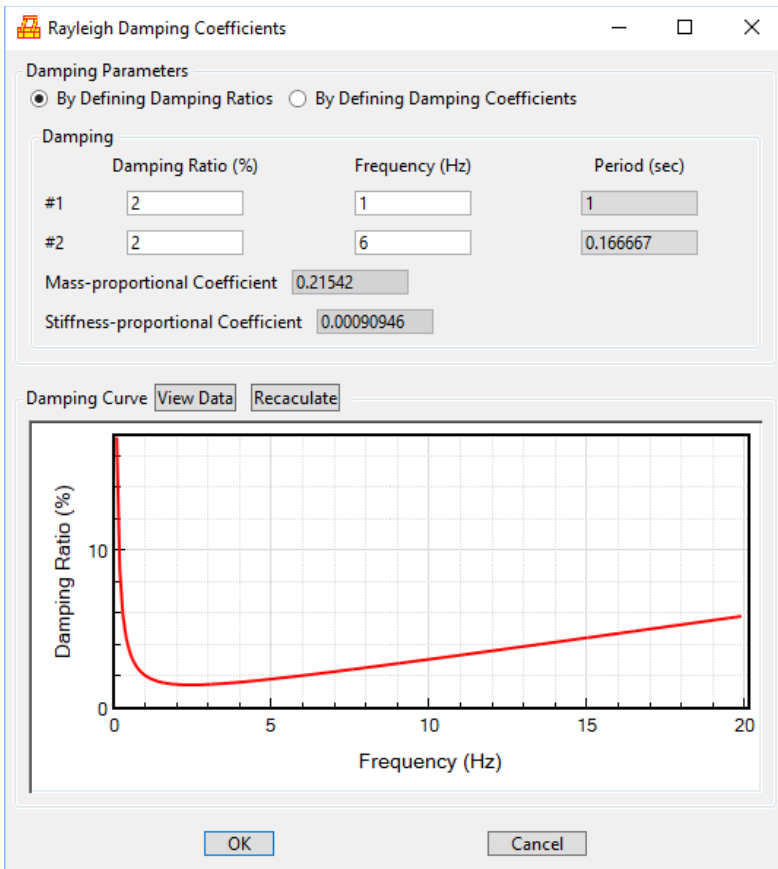 Rayleigh Damping Coefficients
Damping Parameters
By Defining Damping Ratios By Defining Damping Coefficients
Damping
Damping Ratio (%) Frequency (Hz) Period (sec)
#1 2 1 1
#2 2 6 0.166667
Mass-proportional Coefficient 0.21542
Stiffness-proportional Coefficient 0.00090946
Damping Curve View Data Recaculate
Damping Ratio (%)
10
0
0 5 10 15 20
Frequency (Hz)
OK Cancel